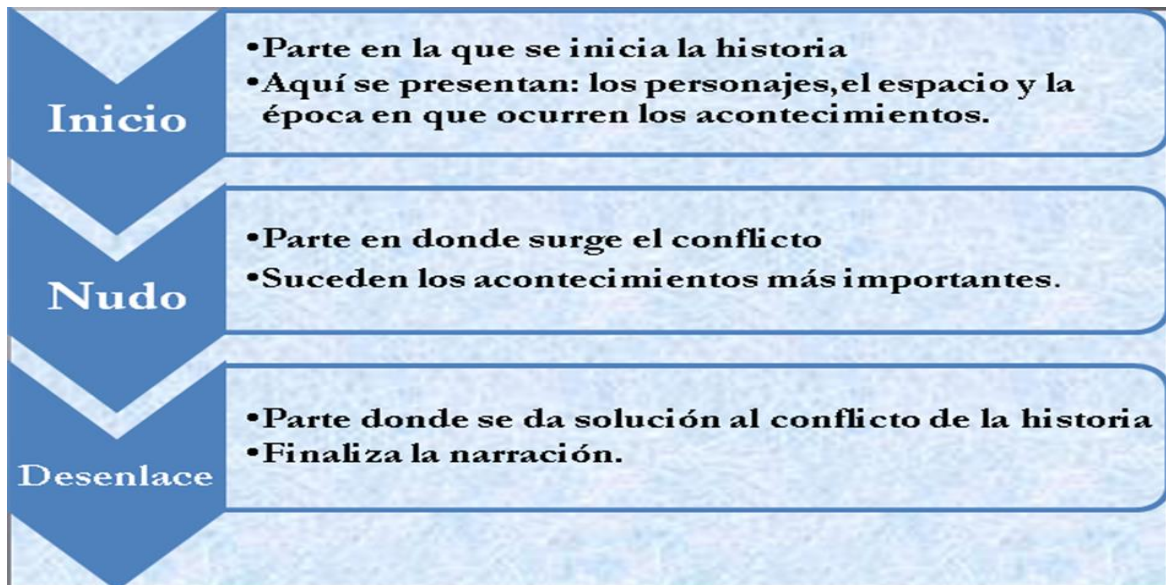 Inicio
•Parte en la que se inicia la historia
•Aquí se presentan: los personajes,el espacio y la
época en que ocurren los acontecimientos.
Nudo
•Parte en donde surge el conflicto
•Suceden los acontecimientos más importantes.
Desenlace
•Parte donde se da solución al conflicto de la historia
•Finaliza la narración.